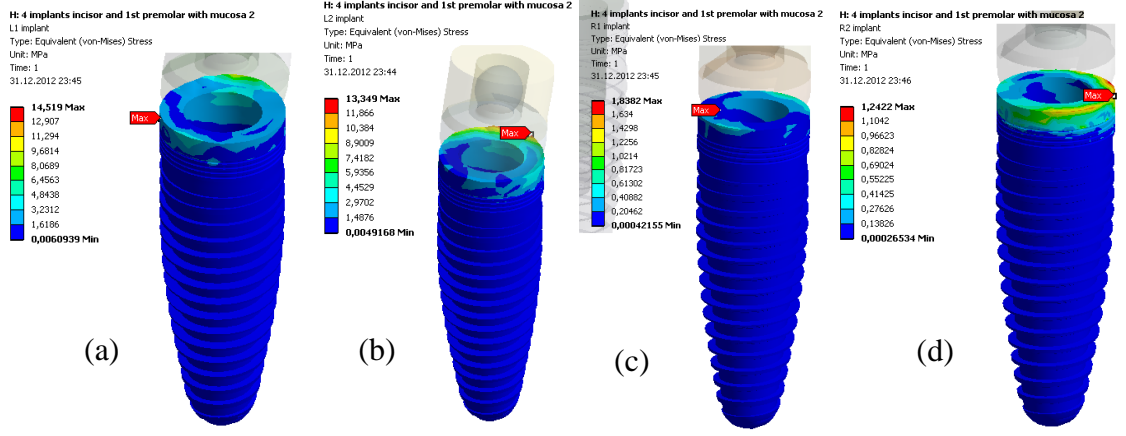 H: 4 implants incisor and 1st premolar with mucosa 2
L1 implant
Type: Equivalent (von-Mises) Stress
Unit: MPa
Time: 1
31.12.2012 23:45
14,519 Max
12,907
11,294
9,6814
8,0689
6,4563
4,8438
3,2312
1,6186
0,0060939 Min
Max
(a)
H: 4 implants incisor and 1st premolar with mucosa 2
L2 implant
Type: Equivalent (von-Mises) Stress
Unit: MPa
Time: 1
31.12.2012 23:44
13,349 Max
11,866
10,384
8,9009
7,4182
5,9356
4,4529
2,9702
1,4876
0,0049168 Min
Max
(b)
H: 4 implants incisor and 1st premolar with mucosa 2
R1 implant
Type: Equivalent (von-Mises) Stress
Unit: MPa
Time: 1
31.12.2012 23:45
1,8382 Max
1,634
1,4298
1,2256
1,0214
0,81723
0,61302
0,40882
0,20462
0,00042155 Min
Max
(c)
H: 4 implants incisor and 1st premolar with mucosa 2
R2 implant
Type: Equivalent (von-Mises) Stress
Unit: MPa
Time: 1
31.12.2012 23:46
1,2422 Max
1,1042
0,96623
0,82824
0,69024
0,55225
0,41425
0,27626
0,13826
0,00026534 Min
Max
(d)